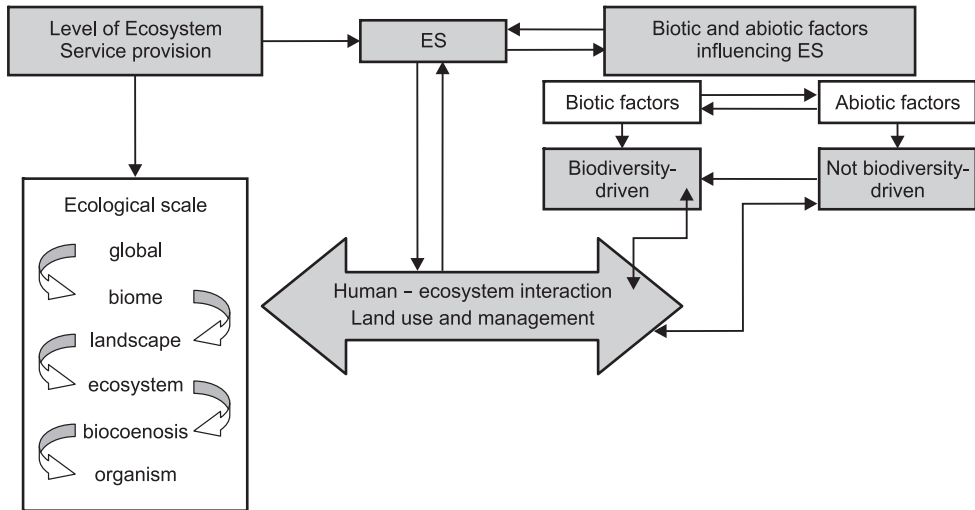 Level of Ecosystem
Service provision
ES
Biotic and abiotic factors
influencing ES
Biotic factors
Abiotic factors
Biodiversity-
driven
Not biodiversity-
driven
Ecological scale
global
biome
landscape
ecosystem
biocoenosis
organism
Human – ecosystem interaction
Land use and management